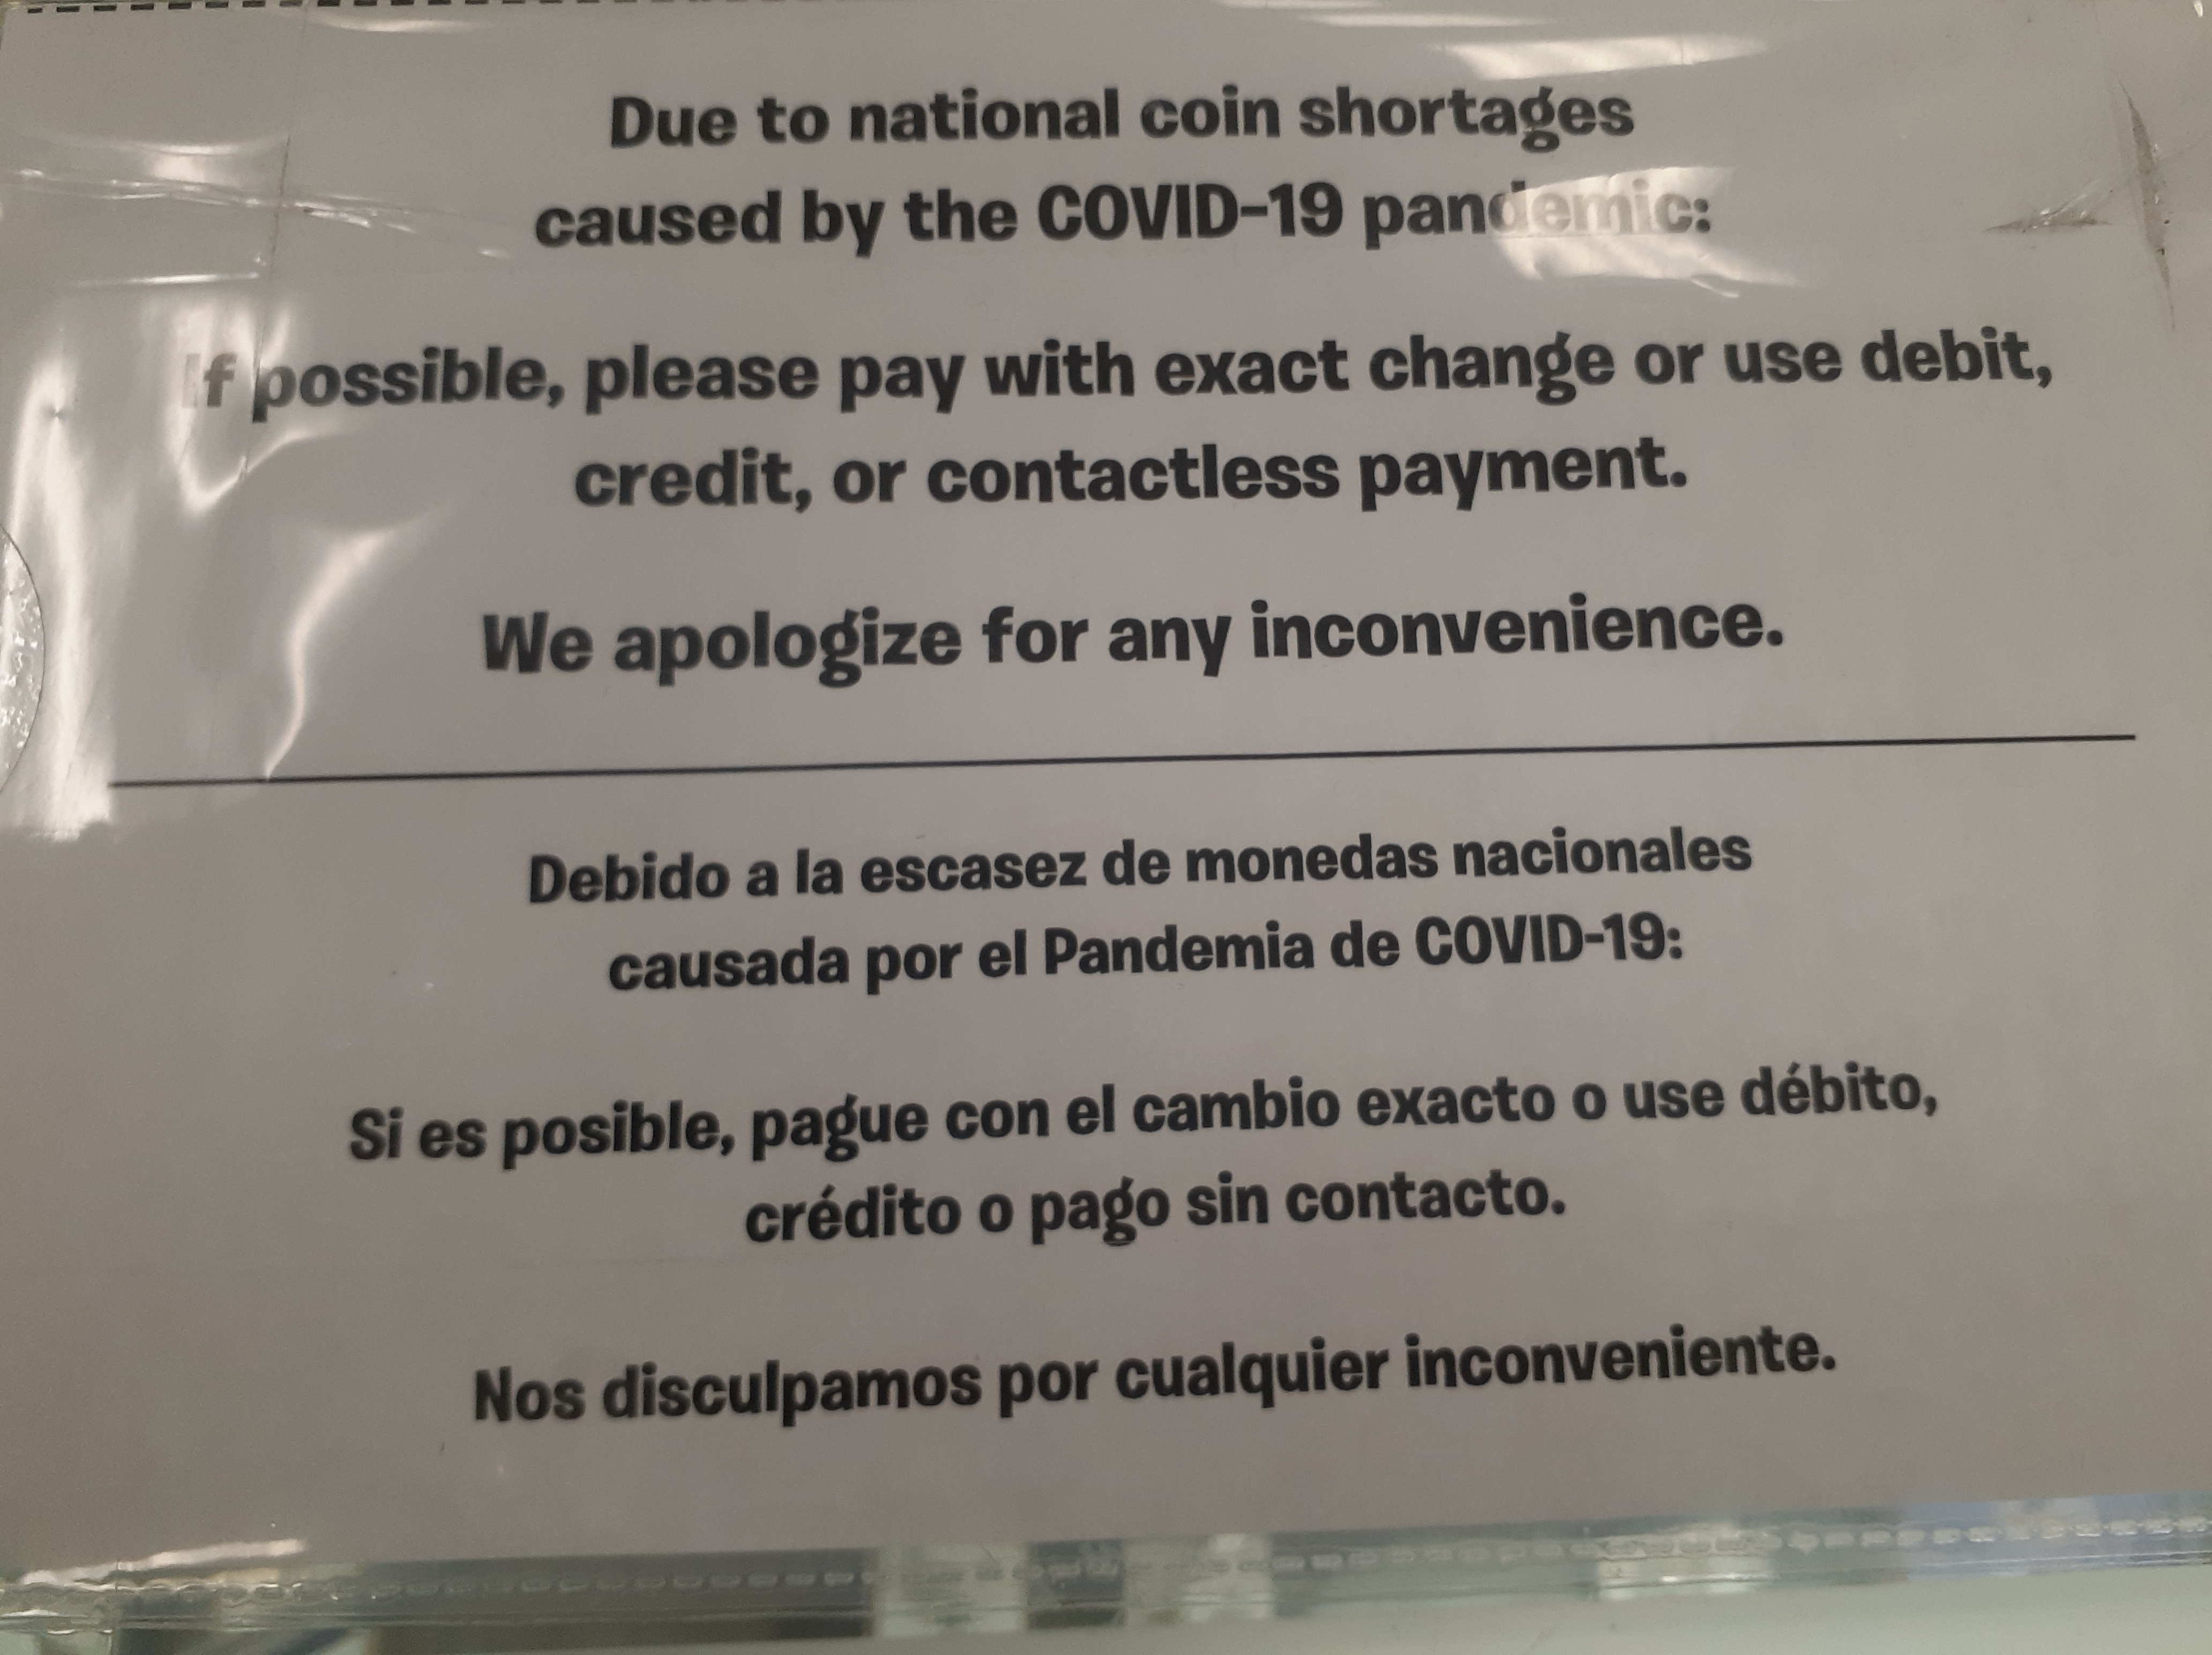 Due to national coin shortages
caused by the COVID-19 pandemic:
If possible, please pay with exact change or use debit,
credit, or contactless payment.
We apologize for any inconvenience.
Debido a la escasez de monedas nacionales
causada por el Pandemia de COVID-19:
Si es posible, pague con el cambio exacto o use débito,
crédito o pago sin contacto.
Nos disculpamos por cualquier inconveniente.